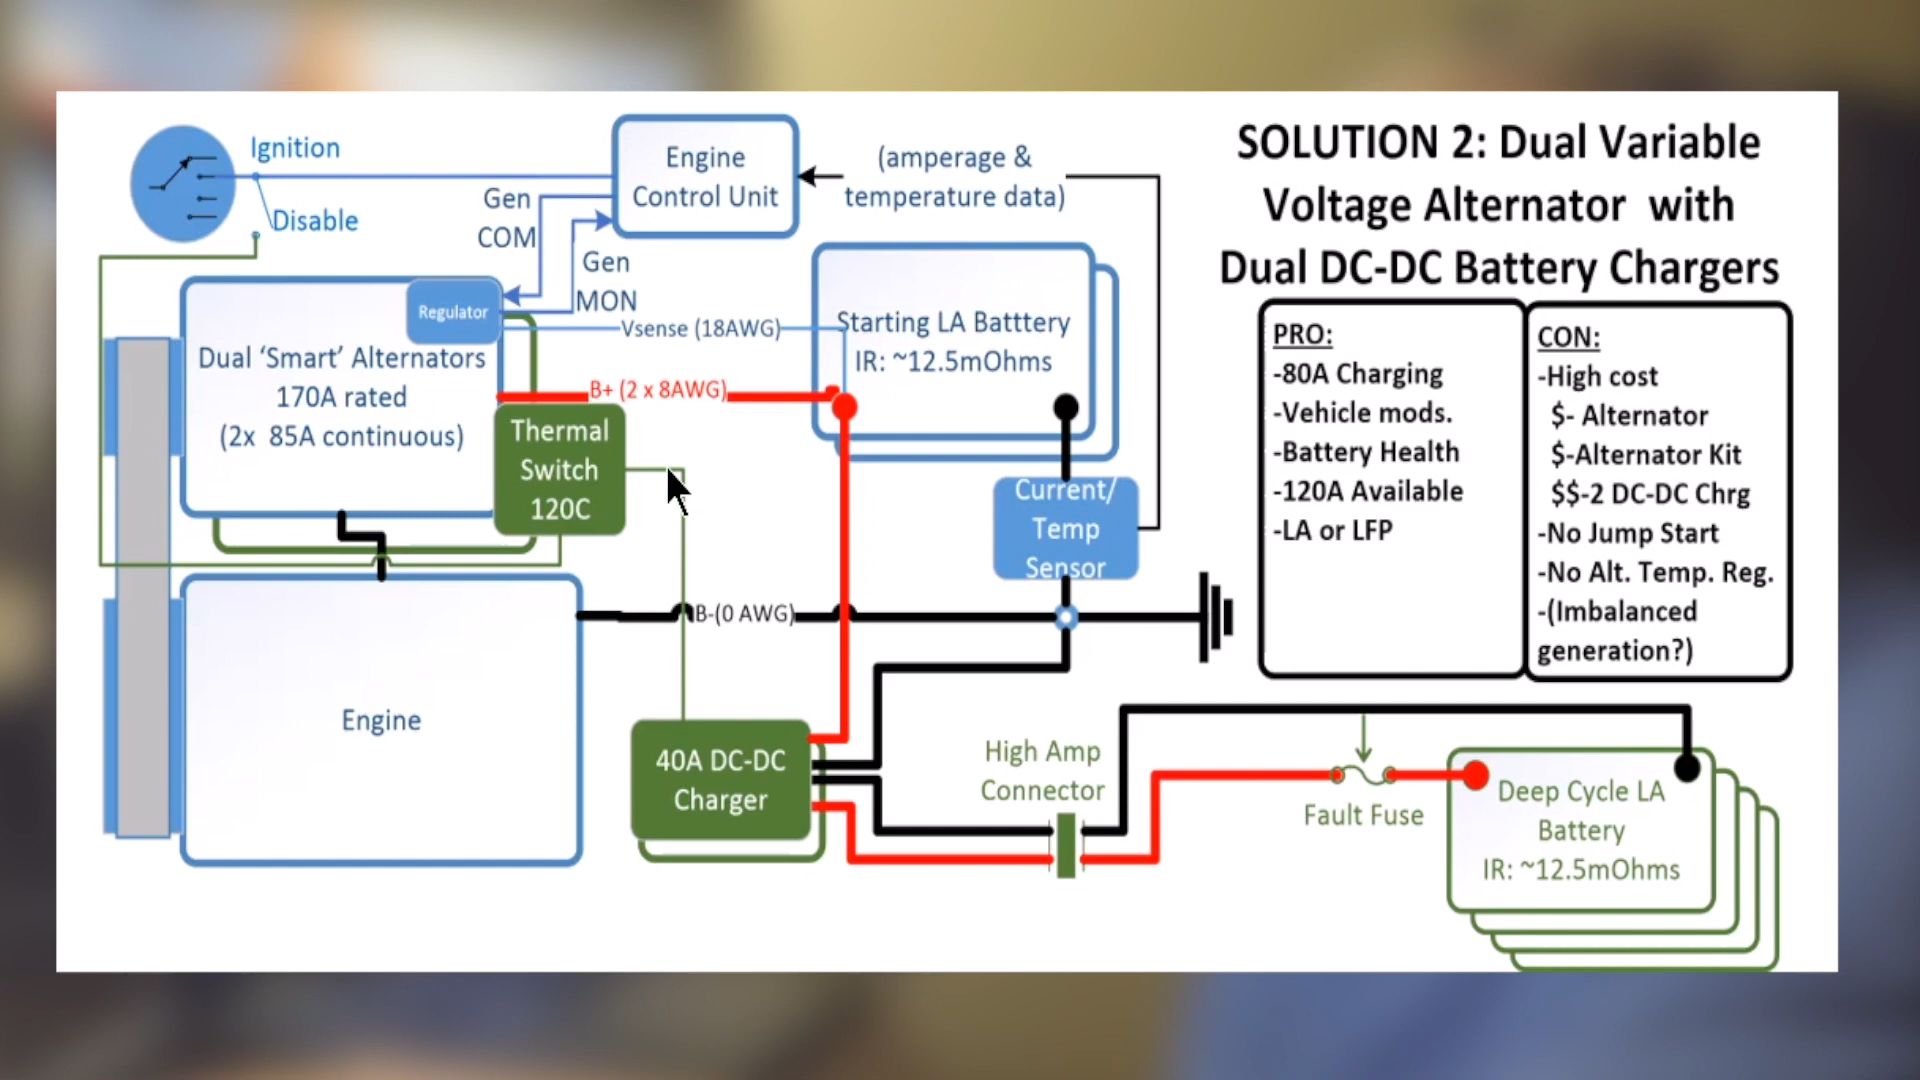 SOLUTION 2: Dual Variable
Voltage Alternator with
Dual DC-DC Battery Chargers
Ignition
Disable
Gen
COM
Gen
MON
Engine
Control Unit
(amperage &
temperature data)
Regulator
Vsense (18AWG)
Dual ‘Smart’ Alternators
170A rated
(2x 85A continuous)
B+ (2 x 8AWG)
Starting LA Batttery
IR: ~12.5mOhms
Thermal
Switch
120C
Current/
Temp
Sensor
B-(0 AWG)
Engine
40A DC-DC
Charger
High Amp
Connector
Fault Fuse
Deep Cycle LA
Battery
IR: ~12.5mOhms
PRO:
-80A Charging
-Vehicle mods.
-Battery Health
-120A Available
-LA or LFP
CON:
-High cost
$- Alternator
$-Alternator Kit
$$-2 DC-DC Chrg
-No Jump Start
-No Alt. Temp. Reg.
-(Imbalanced
generation?)